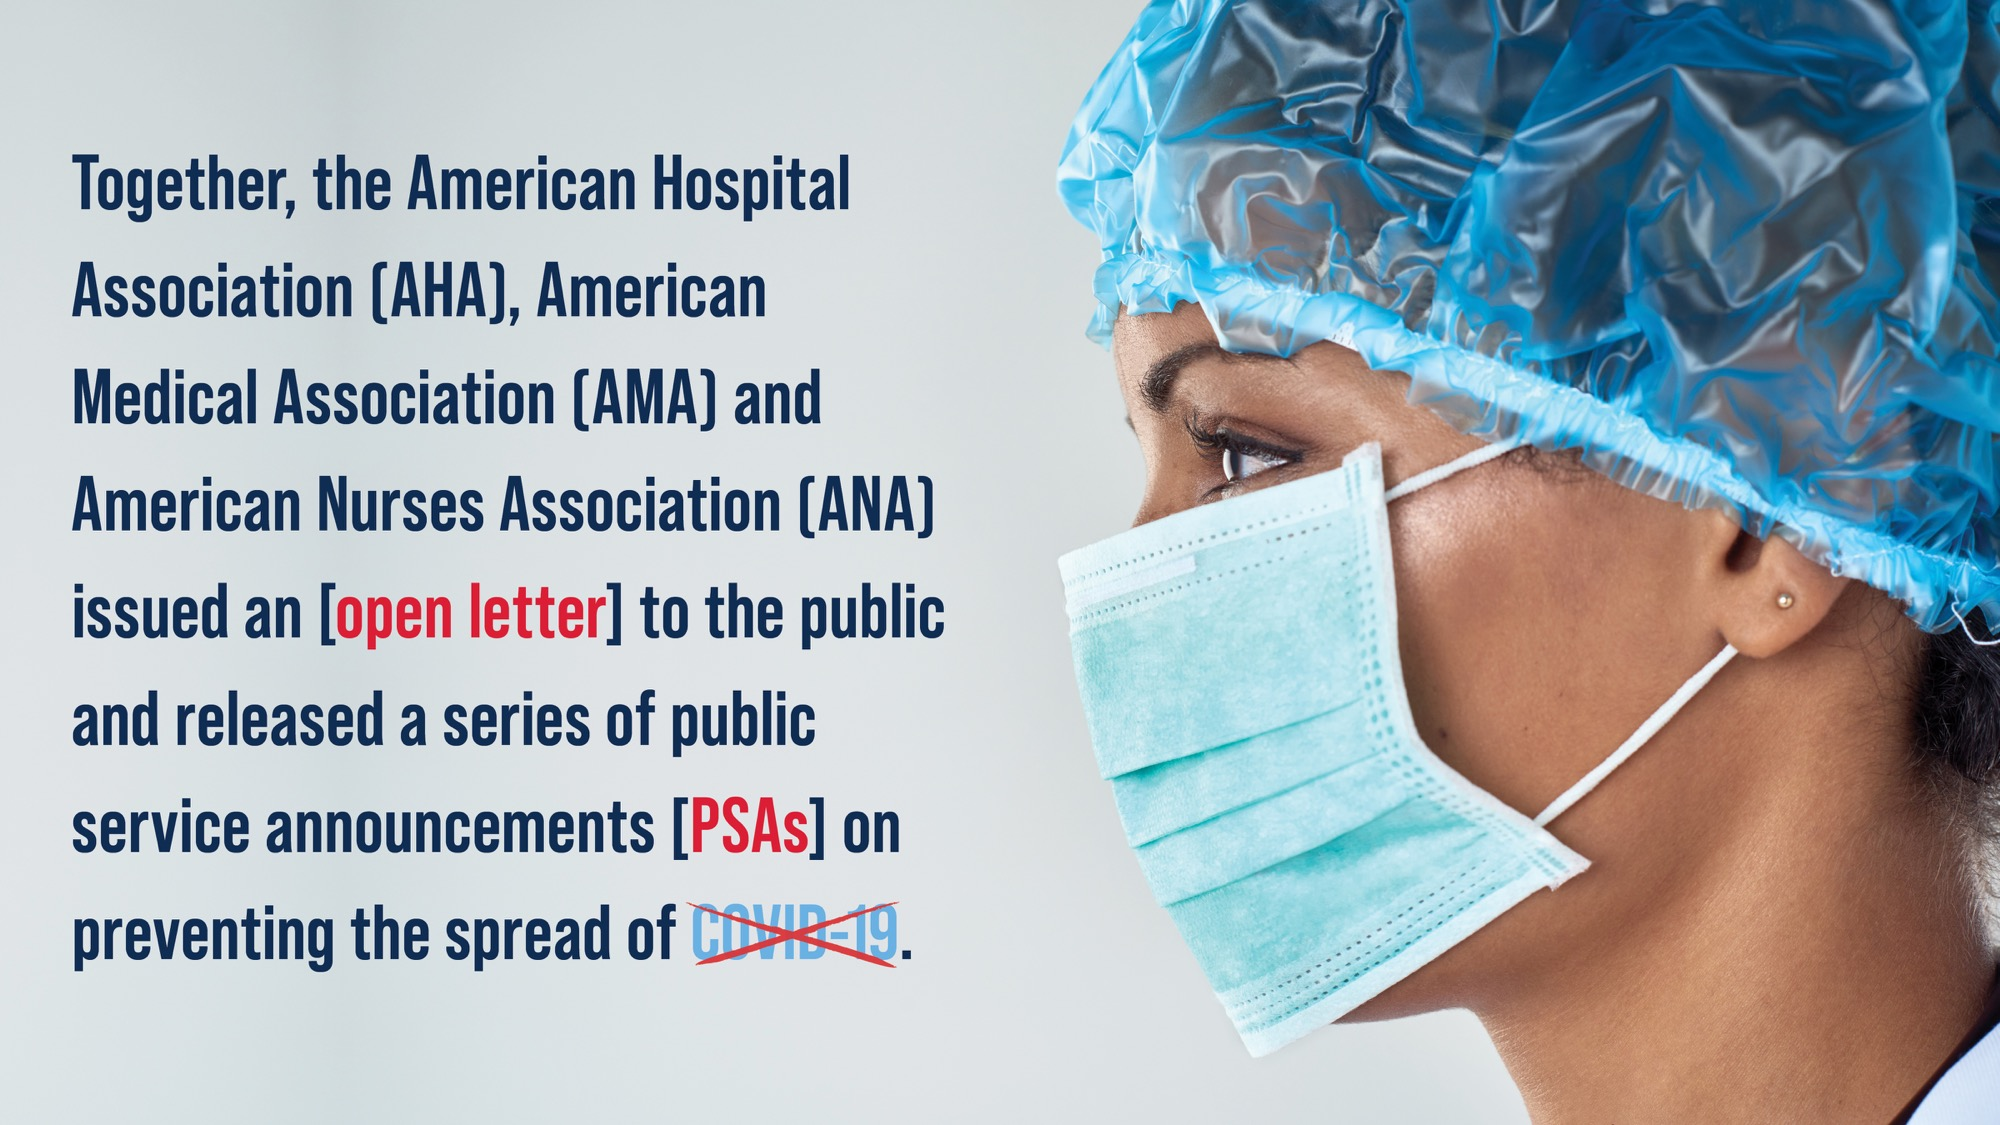 Together, the American Hospital
Association (AHA), American
Medical Association (AMA) and
American Nurses Association (ANA)
issued an [open letter] to the public
and released a series of public
service announcements [PSAs] on
preventing the spread of COVID-19.